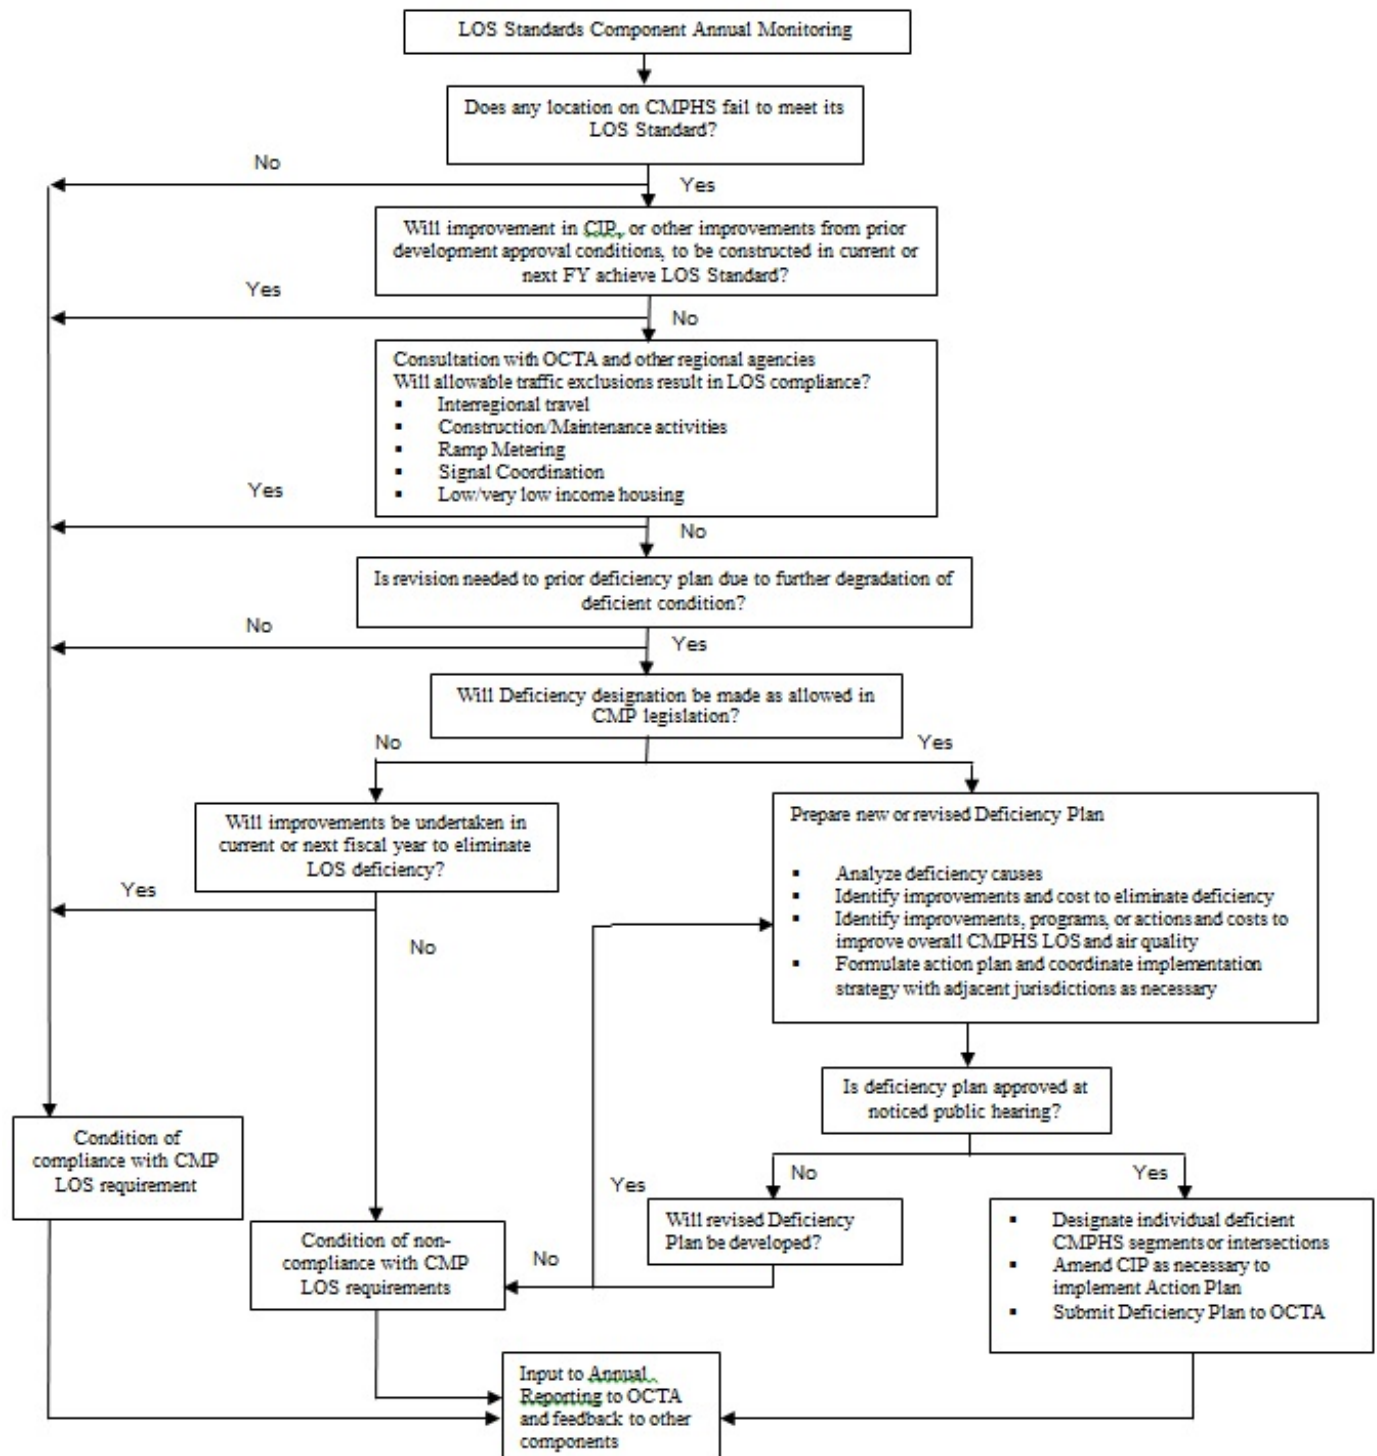 LOS Standards Component Annual Monitoring
Does any location on CMPHS fail to meet its
LOS Standard?
No
Yes
Will improvement in CIP, or other improvements from prior
development approval conditions, to be constructed in current or
next FY achieve LOS Standard?
Yes
No
Consultation with OCTA and other regional agencies
Will allowable traffic exclusions result in LOS compliance?
▪ Interregional travel
▪ Construction/Maintenance activities
▪ Ramp Metering
▪ Signal Coordination
▪ Low/very low income housing
Yes
No
Is revision needed to prior deficiency plan due to further degradation of
deficient condition?
No
Yes
Will Deficiency designation be made as allowed in
CMP legislation?
No
Yes
Will improvements be undertaken in
current or next fiscal year to eliminate
LOS deficiency?
Yes
No
Prepare new or revised Deficiency Plan
▪ Analyze deficiency causes
▪ Identify improvements and cost to eliminate deficiency
▪ Identify improvements, programs, or actions and costs to
improve overall CMPHS LOS and air quality
▪ Formulate action plan and coordinate implementation
strategy with adjacent jurisdictions as necessary
Is deficiency plan approved at
noticed public hearing?
No
Yes
Condition of
compliance with CMP
LOS requirement
Condition of non-
compliance with CMP
LOS requirements
Yes
No
Will revised Deficiency
Plan be developed?
▪ Designate individual deficient
CMPHS segments or intersections
▪ Amend CIP as necessary to
implement Action Plan
▪ Submit Deficiency Plan to OCTA
Input to Annual
Reporting to OCTA
and feedback to other
components